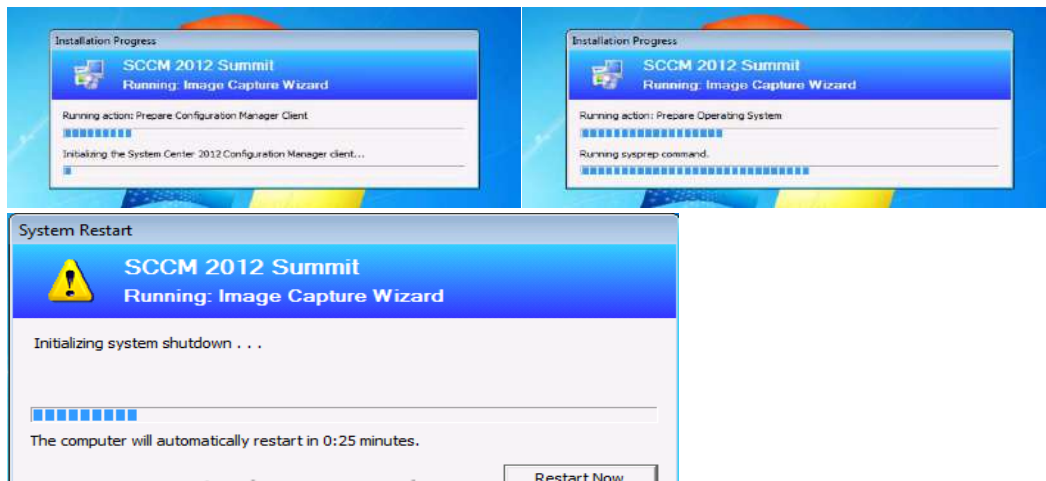 Installation Progress
SCCM 2012 Summit
Running: Image Capture Wizard
Running action: Prepare Configuration Manager Client
Initializing the System Center 2012 Configuration Manager client...
Installation Progress
SCCM 2012 Summit
Running: Image Capture Wizard
Running action: Prepare Operating System
Running sysprep command.
System Restart
SCCM 2012 Summit
Running: Image Capture Wizard
Initializing system shutdown . . .
The computer will automatically restart in 0:25 minutes.
Restart Now